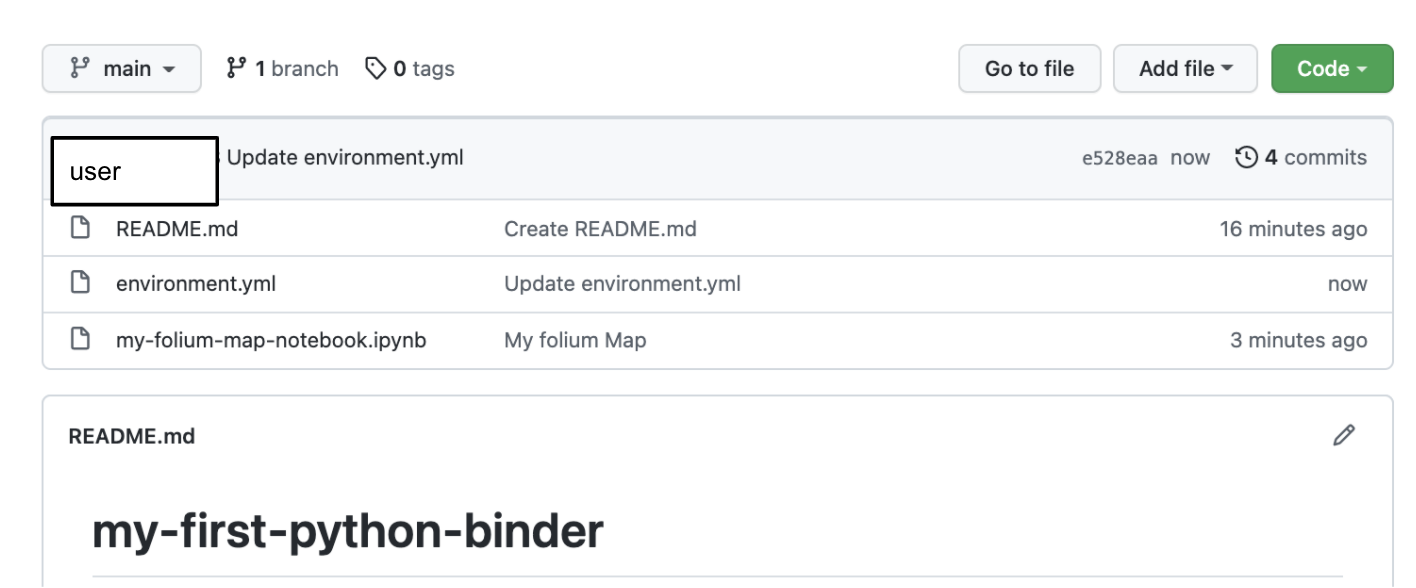 main 1 branch 0 tags Go to file Add file Code
user Update environment.yml e528eaa now 4 commits
README.md Create README.md 16 minutes ago
environment.yml Update environment.yml now
my-folium-map-notebook.ipynb My folium Map 3 minutes ago
README.md
my-first-python-binder